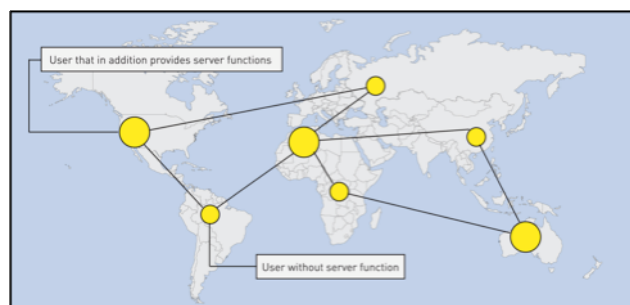 User that in addition provides server functions
User without server function